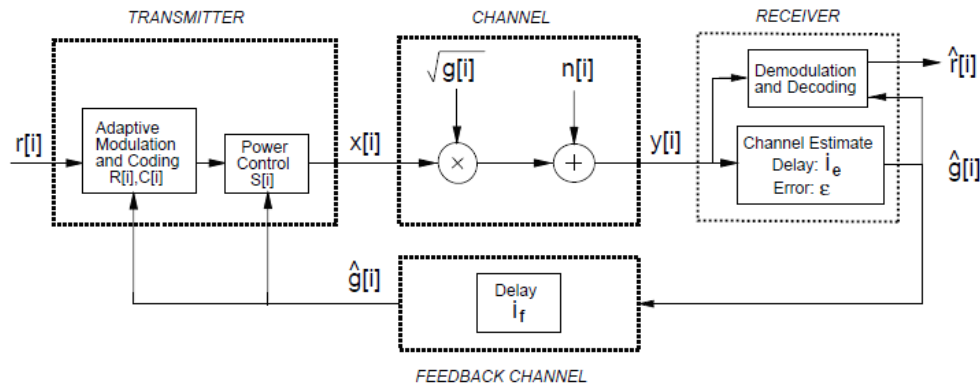 TRANSMITTER
CHANNEL
RECEIVER
r[i]
Adaptive
Modulation
and Coding
R[i],C[i]
Power
Control
S[i]
x[i]
√g[i]
n[i]
×
+
y[i]
Demodulation
and Decoding
r̂[i]
Channel Estimate
Delay: i_e
Error: ε
ĝ[i]
ĝ[i]
Delay
i_f
FEEDBACK CHANNEL